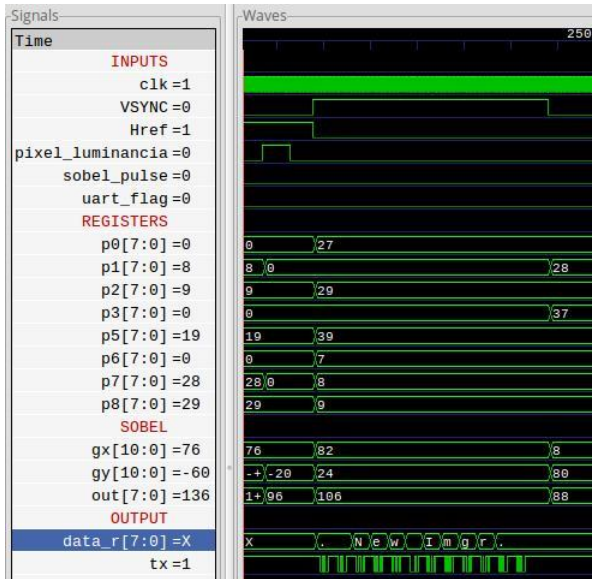 Signals
Waves
Time
250
INPUTS
clk=1
VSYNC=0
Href=1
pixel_luminancia=0
sobel_pulse=0
uart_flag=0
REGISTERS
p0[7:0]=0 0 27
p1[7:0]=8 8 0 28
p2[7:0]=9 9 29
p3[7:0]=0 0 37
p5[7:0]=19 19 39
p6[7:0]=0 0 7
p7[7:0]=28 28 0 8
p8[7:0]=29 29 9
SOBEL
gx[10:0]=76 76 82 8
gy[10:0]=-60 -+ -20 24 80
out[7:0]=136 1+ 96 106 88
OUTPUT
data_r[7:0]=X X . N e w I m g r .
tx=1